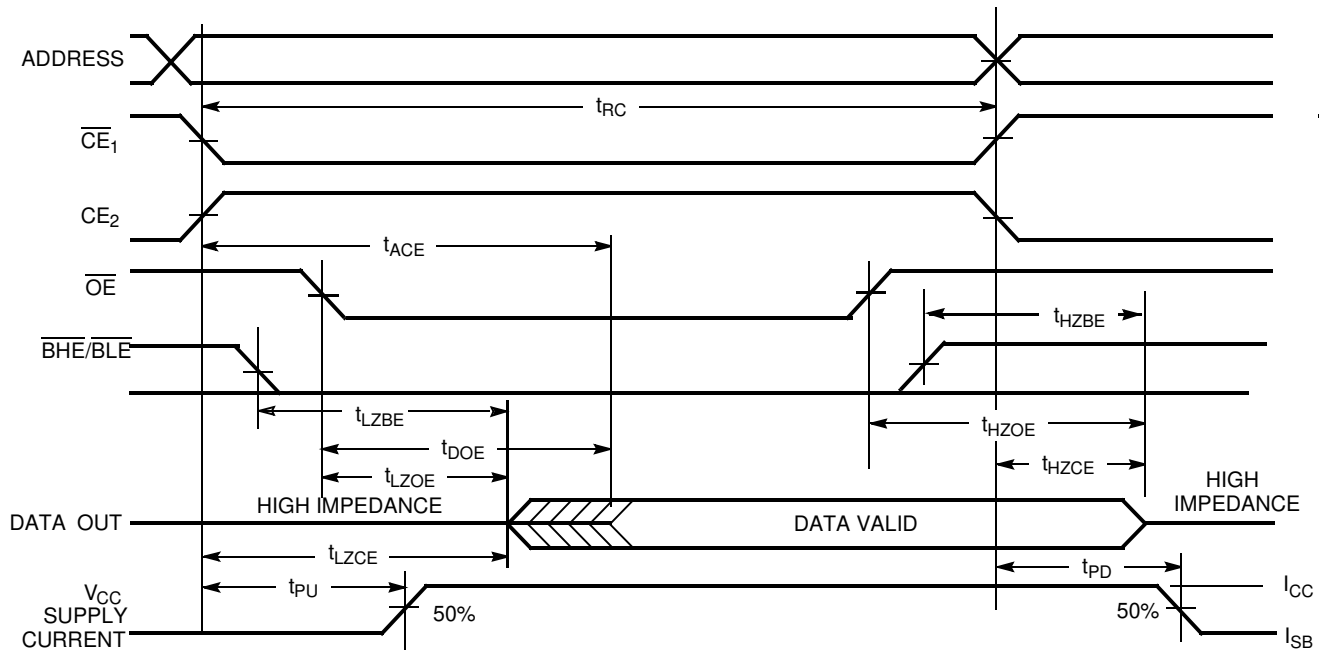 ADDRESS
tRC
CE1
CE2
tACE
OE
tHZBE
BHE/BLE
tLZBE
tHZOE
tDOE
tHZCE
tLZOE
HIGH IMPEDANCE
HIGH
IMPEDANCE
DATA OUT
DATA VALID
tLZCE
tPD
tPU
VCC
SUPPLY
CURRENT
50%
50%
ICC
ISB